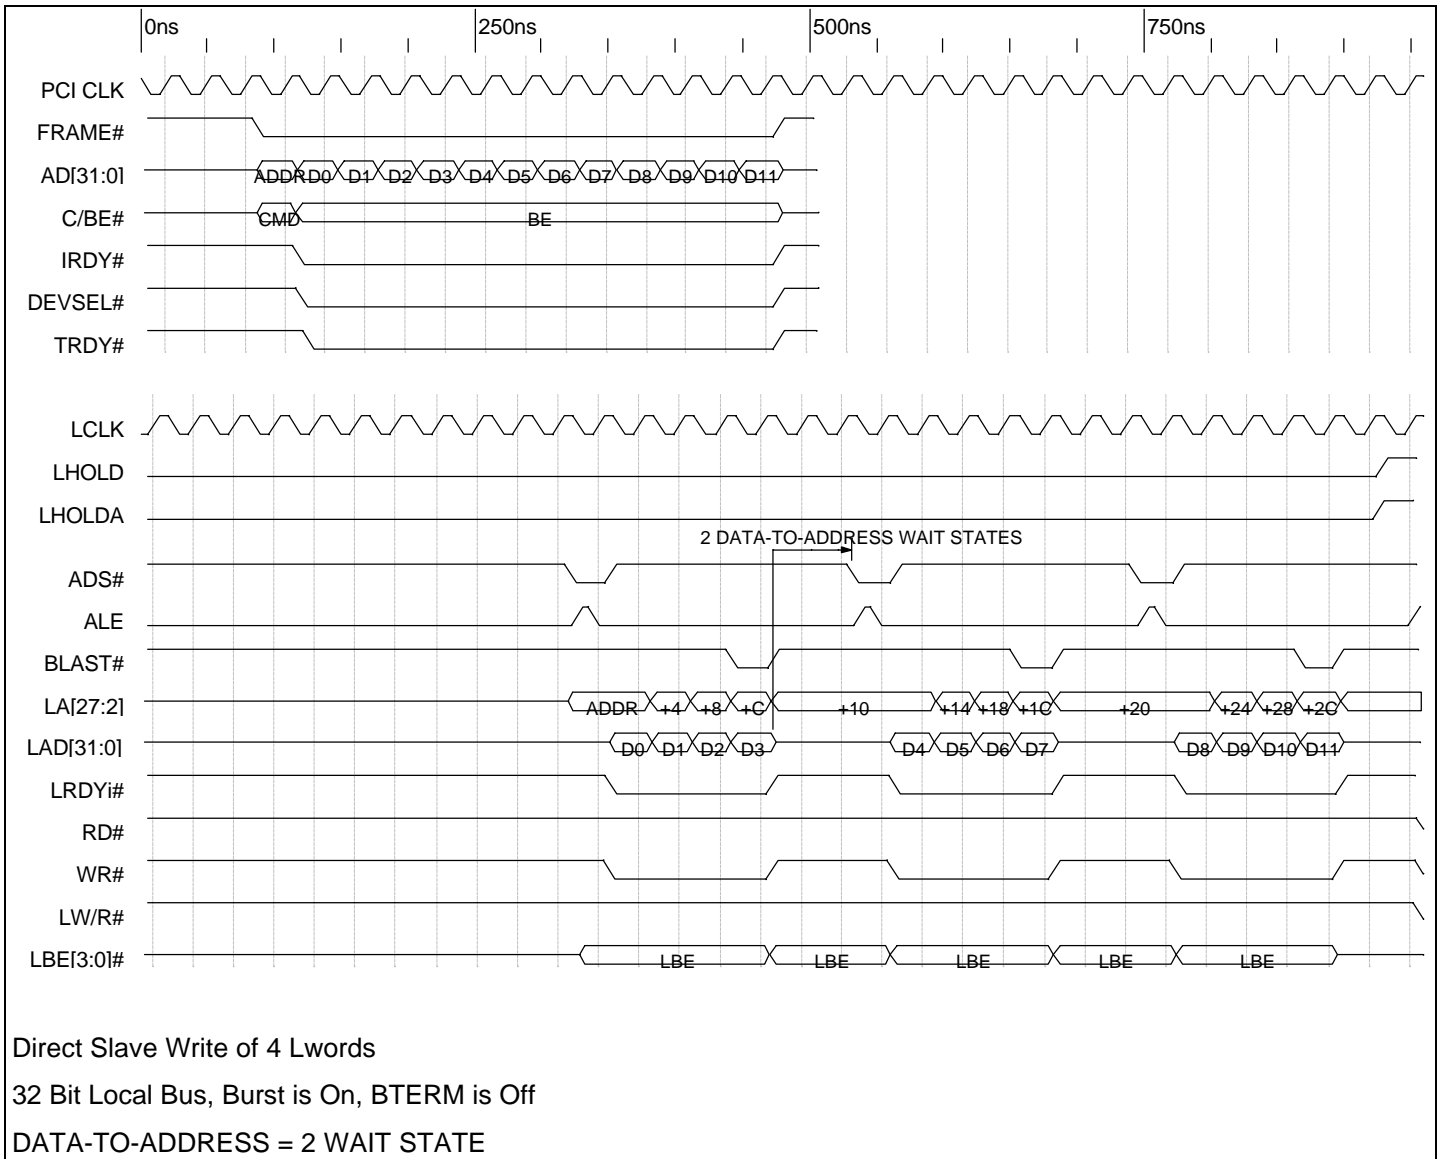 0ns 250ns 500ns 750ns
PCI CLK
FRAME#
AD[31:0] ADDR D0 D1 D2 D3 D4 D5 D6 D7 D8 D9 D10 D11
C/BE# CMD BE
IRDY#
DEVSEL#
TRDY#
LCLK
LHOLD
LHOLDA
2 DATA-TO-ADDRESS WAIT STATES
ADS#
ALE
BLAST#
LA[27:2] ADDR +4 +8 +C +10 +14 +18 +1C +20 +24 +28 +2C
LAD[31:0] D0 D1 D2 D3 D4 D5 D6 D7 D8 D9 D10 D11
LRDYi#
RD#
WR#
LW/R#
LBE[3:0]# LBE LBE LBE LBE LBE
Direct Slave Write of 4 Lwords
32 Bit Local Bus, Burst is On, BTERM is Off
DATA-TO-ADDRESS = 2 WAIT STATE